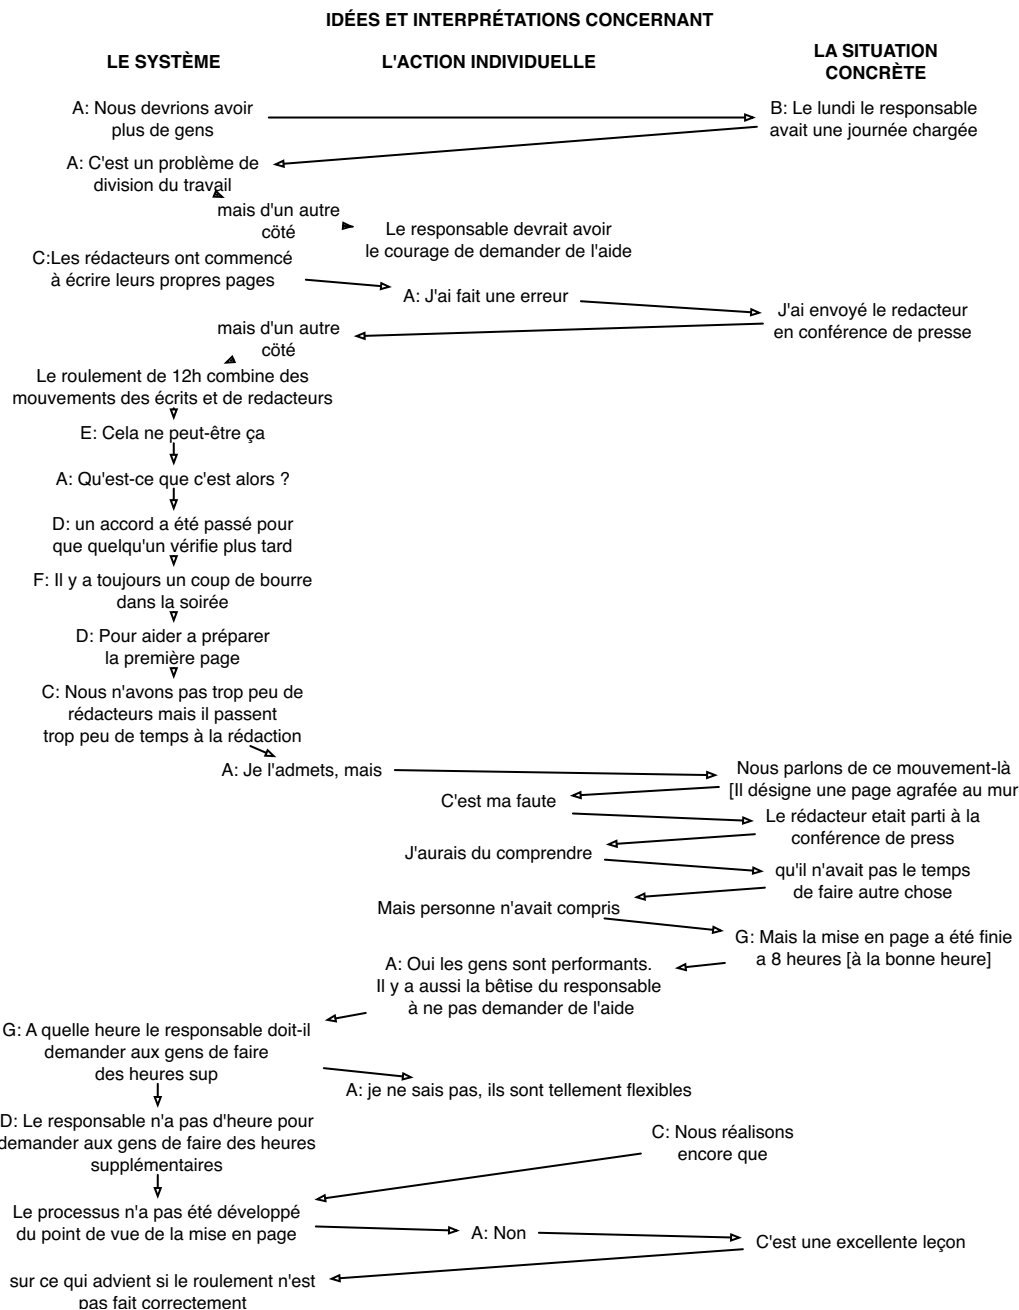 IDÉES ET INTERPRÉTATIONS CONCERNANT
LE SYSTÈME
L'ACTION INDIVIDUELLE
LA SITUATION
CONCRÈTE
A: Nous devrions avoir
plus de gens
B: Le lundi le responsable
avait une journée chargée
A: C'est un problème de
division du travail
mais d'un autre
cöté
Le responsable devrait avoir
le courage de demander de l'aide
C:Les rédacteurs ont commencé
à écrire leurs propres pages
A: J'ai fait une erreur
J'ai envoyé le redacteur
en conférence de presse
mais d'un autre
cöté
Le roulement de 12h combine des
mouvements des écrits et de redacteurs
E: Cela ne peut-être ça
A: Qu'est-ce que c'est alors ?
D: un accord a été passé pour
que quelqu'un vérifie plus tard
F: Il y a toujours un coup de bourre
dans la soirée
D: Pour aider a préparer
la première page
C: Nous n'avons pas trop peu de
rédacteurs mais il passent
trop peu de temps à la rédaction
A: Je l'admets, mais
Nous parlons de ce mouvement-là
[Il désigne une page agrafée au mur
C'est ma faute
Le rédacteur etait parti à la
conférence de press
J'aurais du comprendre
qu'il n'avait pas le temps
de faire autre chose
Mais personne n'avait compris
G: Mais la mise en page a été finie
a 8 heures [à la bonne heure]
A: Oui les gens sont performants.
Il y a aussi la bêtise du responsable
à ne pas demander de l'aide
G: A quelle heure le responsable doit-il
demander aux gens de faire
des heures sup
A: je ne sais pas, ils sont tellement flexibles
D: Le responsable n'a pas d'heure pour
demander aux gens de faire des heures
supplémentaires
C: Nous réalisons
encore que
Le processus n'a pas été développé
du point de vue de la mise en page
A: Non
C'est une excellente leçon
sur ce qui advient si le roulement n'est
pas fait correctement